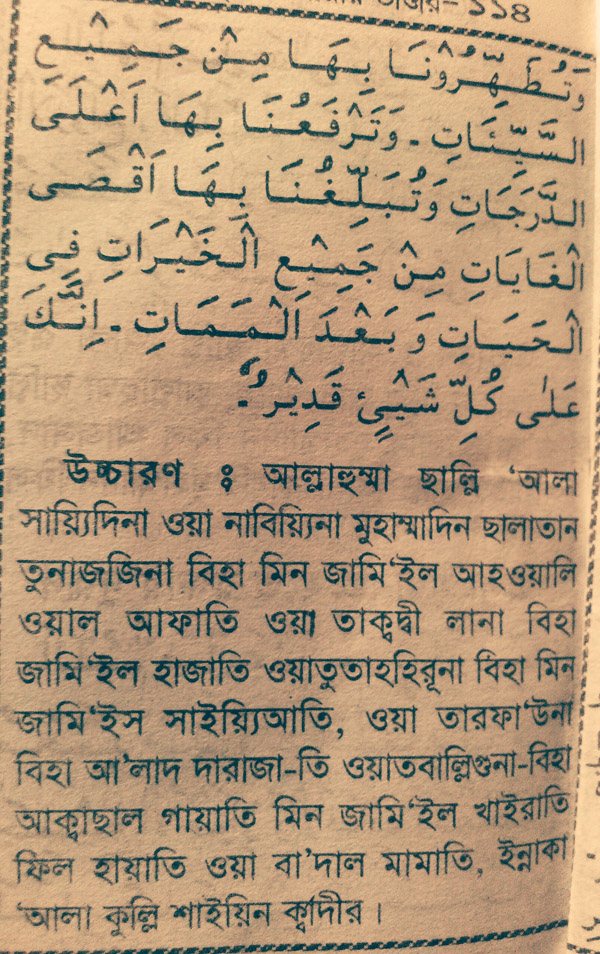 ভাণ্ডার- ১১৪
وَتُطَهِّرُوْنَا بِهَا مِنْ جَمِيْعِ
السَّيِّئَاتِ ـ وَتَرْفَعُنَا بِهَا اَعْلَى
الدَّرَجَاتِ وَتُبَلِّغُنَا بِهَا اَقْصَى
الْغَايَاتِ مِنْ جَمِيْعِ الْخَيْرَاتِ فِى
الْحَيَاتِ وَ بَعْدَ الْمَمَاتِ ـ اِنَّكَ
عَلٰى كُلِّ شَيْئٍ قَدِيْرٌ ـ
উচ্চারণ ঃ আল্লাহুম্মা ছাল্লি ‘আলা
সায়্যিদিনা ওয়া নাবিয়্যিনা মুহাম্মাদিন ছালাতান
তুনাজজিনা বিহা মিন জামি‘ইল আহওয়ালি
ওয়াল আফাতি ওয়া তাক্বদ্বী লানা বিহা
জামি‘ইল হাজাতি ওয়াতুতাহহিরূনা বিহা মিন
জামি‘ইস সাইয়্যিআতি, ওয়া তারফা‘উনা
বিহা আ’লাদ দারাজা-তি ওয়াতবাল্লিগুনা-বিহা
আক্বাছাল গায়াতি মিন জামি‘ইল খাইরাতি
ফিল হায়াতি ওয়া বা’দাল মামাতি, ইন্নাকা
‘আলা কুল্লি শাইয়িন ক্বাদীর।